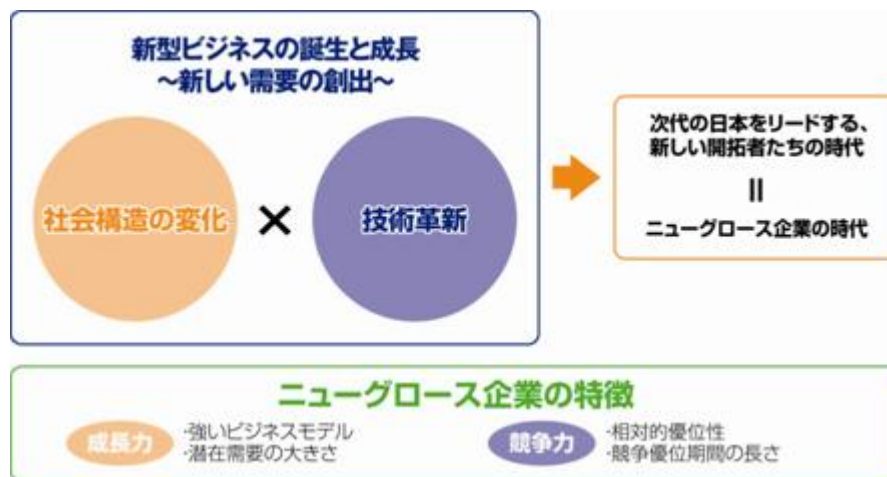 新型ビジネスの誕生と成長
～新しい需要の創出～
社会構造の変化
×
技術革新
次代の日本をリードする、
新しい開拓者たちの時代
＝
ニューグロース企業の時代
ニューグロース企業の特徴
成長力
・強いビジネスモデル
・潜在需要の大きさ
競争力
・相対的優位性
・競争優位期間の長さ